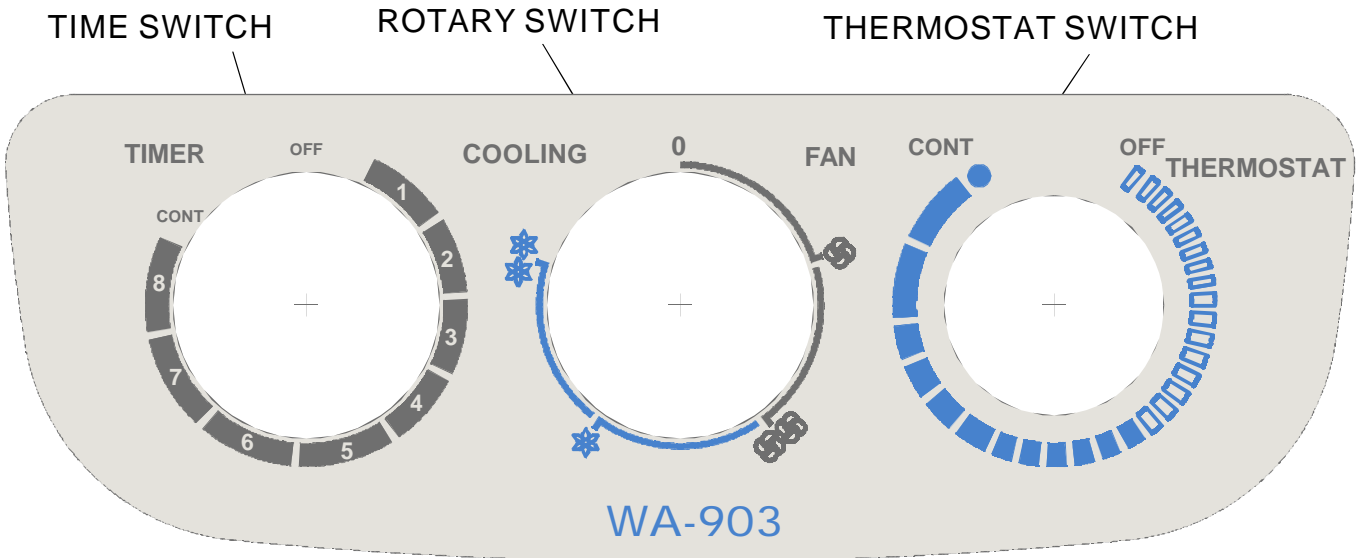 TIME SWITCH
ROTARY SWITCH
THERMOSTAT SWITCH
TIMER
OFF
CONT
1
2
3
4
5
6
7
8
COOLING
0
FAN
CONT
OFF
THERMOSTAT
WA-903